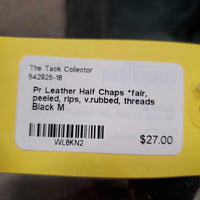 The Tack Collector
542925-18
Pr Leather Half Chaps *fair,
peeled, rips, v.rubbed, threads
Black M
WL8KN2
$27.00